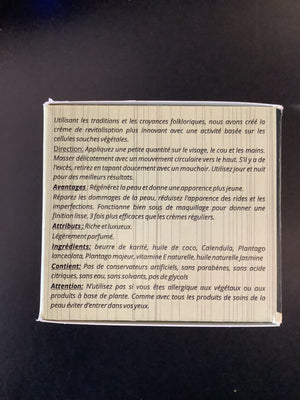 Utilisant les traditions et les croyances folkloriques, nous avons créé la
crème de revitalisation plus innovant avec une activité basée sur les
cellules souches végétales.
Direction: Appliquez une petite quantité sur le visage, le cou et les mains.
Masser délicatement avec un mouvement circulaire vers le haut. S'il y a de
l'excès, retirez en tapant doucement avec un mouchoir. Utilisez jour et nuit
pour des meilleurs résultats.
Avantages : Régénérez la peau et donne une apparence plus jeune.
Réparez les dommages de la peau, réduisez l'apparence des rides et les
imperfections. Fonctionne bien sois de maquillage pour donner une
finition lisse. 3 fois plus efficaces que les crèmes réguliers.
Attributs : Riche et luxueux.
Légèrement parfumé.
Ingrédients: beurre de karité, huile de coco, Calendula, Plantago
lancealata, Plantago majeur, vitamine E naturelle, huile naturelle Jasmine
Contient: Pas de conservateurs artificiels, sans parabènes, sans acide
citriques, sans eau, sans solvants, pas de glycols
Attention: N'utilisez pas si vous êtes allergique aux végétaux ou aux
produits à base de plante. Comme avec tous les produits de soins de la
peau éviter d'entrer dans vos yeux.